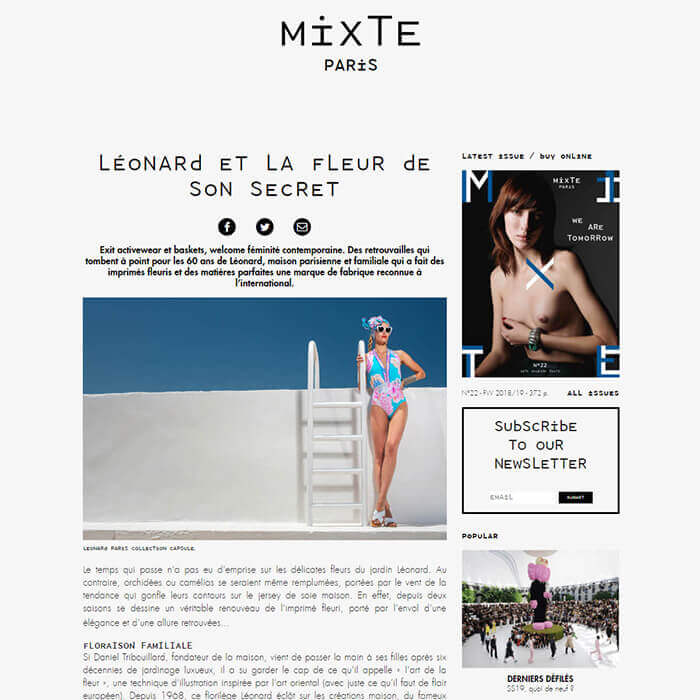 MixTE
PARiS
LÉONARd ET LA fLEUR dE
SON SECRET
Exit activewear et baskets, welcome féminité contemporaine. Des retrouvailles qui
tombent à point pour les 60 ans de Léonard, maison parisienne et familiale qui a fait des
imprimés fleuris et des matières parfaites une marque de fabrique reconnue à
l'international.
LEONARd PARIS COLLECTION CAPSULE.
Le temps qui passe n'a pas eu d'emprise sur les délicates fleurs du jardin Léonard. Au
contraire, orchidées ou camélias se seraient même remplumées, portées par le vent de la
tendance qui gonfle leurs contours sur le jersey de soie maison. En effet, depuis deux
saisons se dessine un véritable renouveau de l'imprimé fleuri, porté par l'envol d'une
élégance et d'une allure retrouvées...
fLORAiSON fAMiLiALE
Si Daniel Tribouillard, fondateur de la maison, vient de passer la main à ses filles après six
décennies de jardinage luxueux, il a su garder le cap de ce qu'il appelle « l'art de la
fleur », une technique d'illustration inspirée par l'art oriental (avec juste ce qu'il faut de flair
européen). Depuis 1968, ce florilège Léonard éclôt sur les créations maison, du fameux
LATEST iSSUE / buy ONLiNE
MixTE
PARiS
M I
WE
ARE
TOMORROW
X
T E
Nº22
Nº22 - FW 2018/19 - 372 p.
ALL iSSUES
SubScRibE
TO OUR
NEWSLETTER
EMAIL
SUBMIT
POPULAR
DERNIERS DÉFILÉS
SS19, quoi de neuf ?